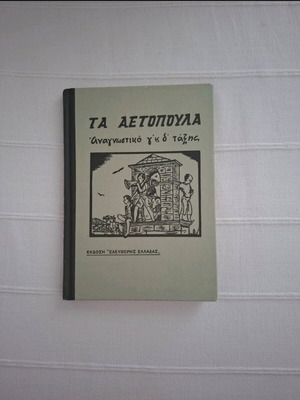 ΤΑ ΑΕΤΟΠΟΥΛΑ
Ἀναγνωστικό γ' κ δ' τάξης
ΕΚΔΟΣΗ "ΕΛΕΥΘΕΡΗΣ ΕΛΛΑΔΑΣ"